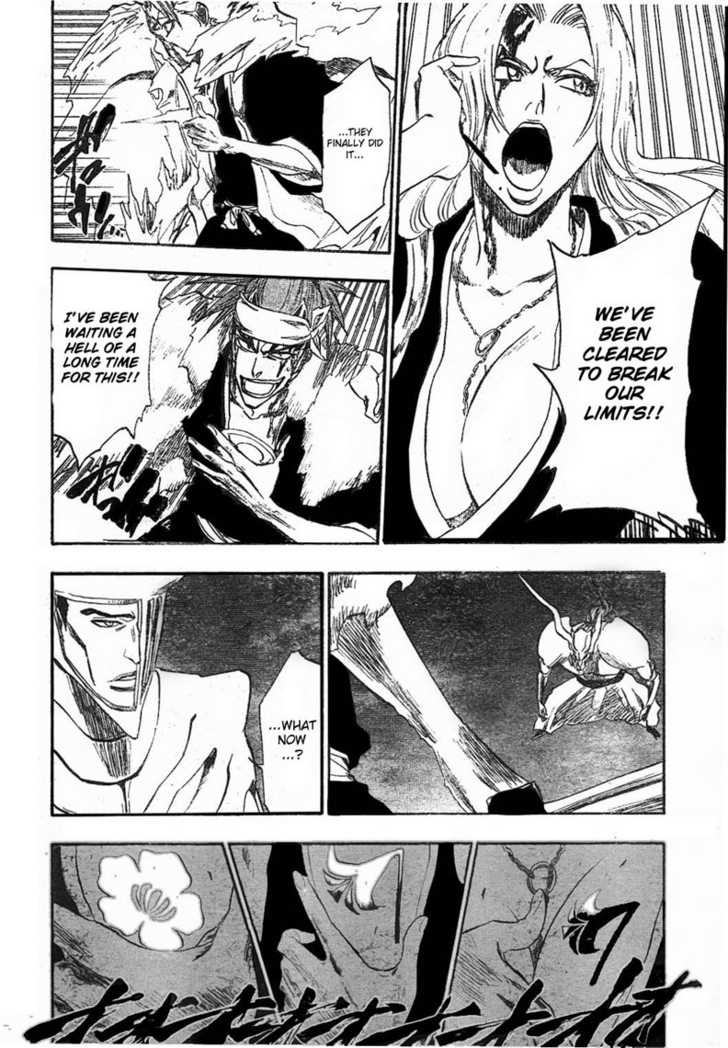 WE'VE
BEEN
CLEARED
TO BREAK
OUR
LIMITS!!
...THEY
FINALLY DID
IT...
I'VE BEEN
WAITING A
HELL OF A
LONG TIME
FOR THIS!!
...WHAT
NOW
...?